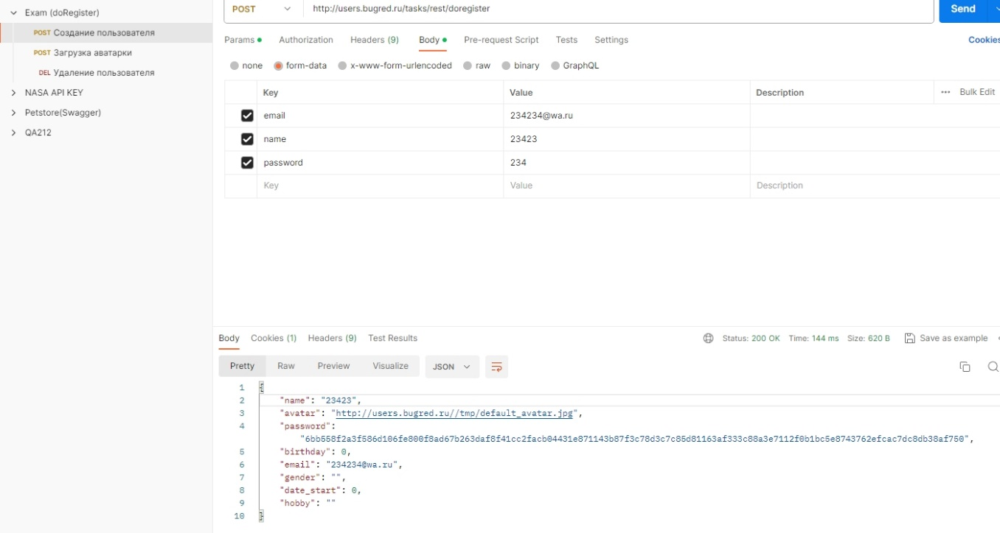 Exam (doRegister)
POST Создание пользователя
POST Загрузка аватарки
DEL Удаление пользователя
NASA API KEY
Petstore(Swagger)
QA212
POST http://users.bugred.ru/tasks/rest/doregister Send
Params Authorization Headers (9) Body Pre-request Script Tests Settings Cookies
none form-data x-www-form-urlencoded raw binary GraphQL
Key Value Description ••• Bulk Edit
email 234234@wa.ru
name 23423
password 234
Key Value Description
Body Cookies (1) Headers (9) Test Results Status: 200 OK Time: 144 ms Size: 620 B Save as example
Pretty Raw Preview Visualize JSON
1 {
2 "name": "23423",
3 "avatar": "http://users.bugred.ru//tmp/default_avatar.jpg",
4 "password":
"6bb558f2a3f586d106fe800f8ad67b263daf8f41cc2facb04431e871143b87f3c78d3c7c85d81163af333c88a3e7112f0b1bc5e8743762efcac7dc8db38af750",
5 "birthday": 0,
6 "email": "234234@wa.ru",
7 "gender": "",
8 "date_start": 0,
9 "hobby": ""
10 }